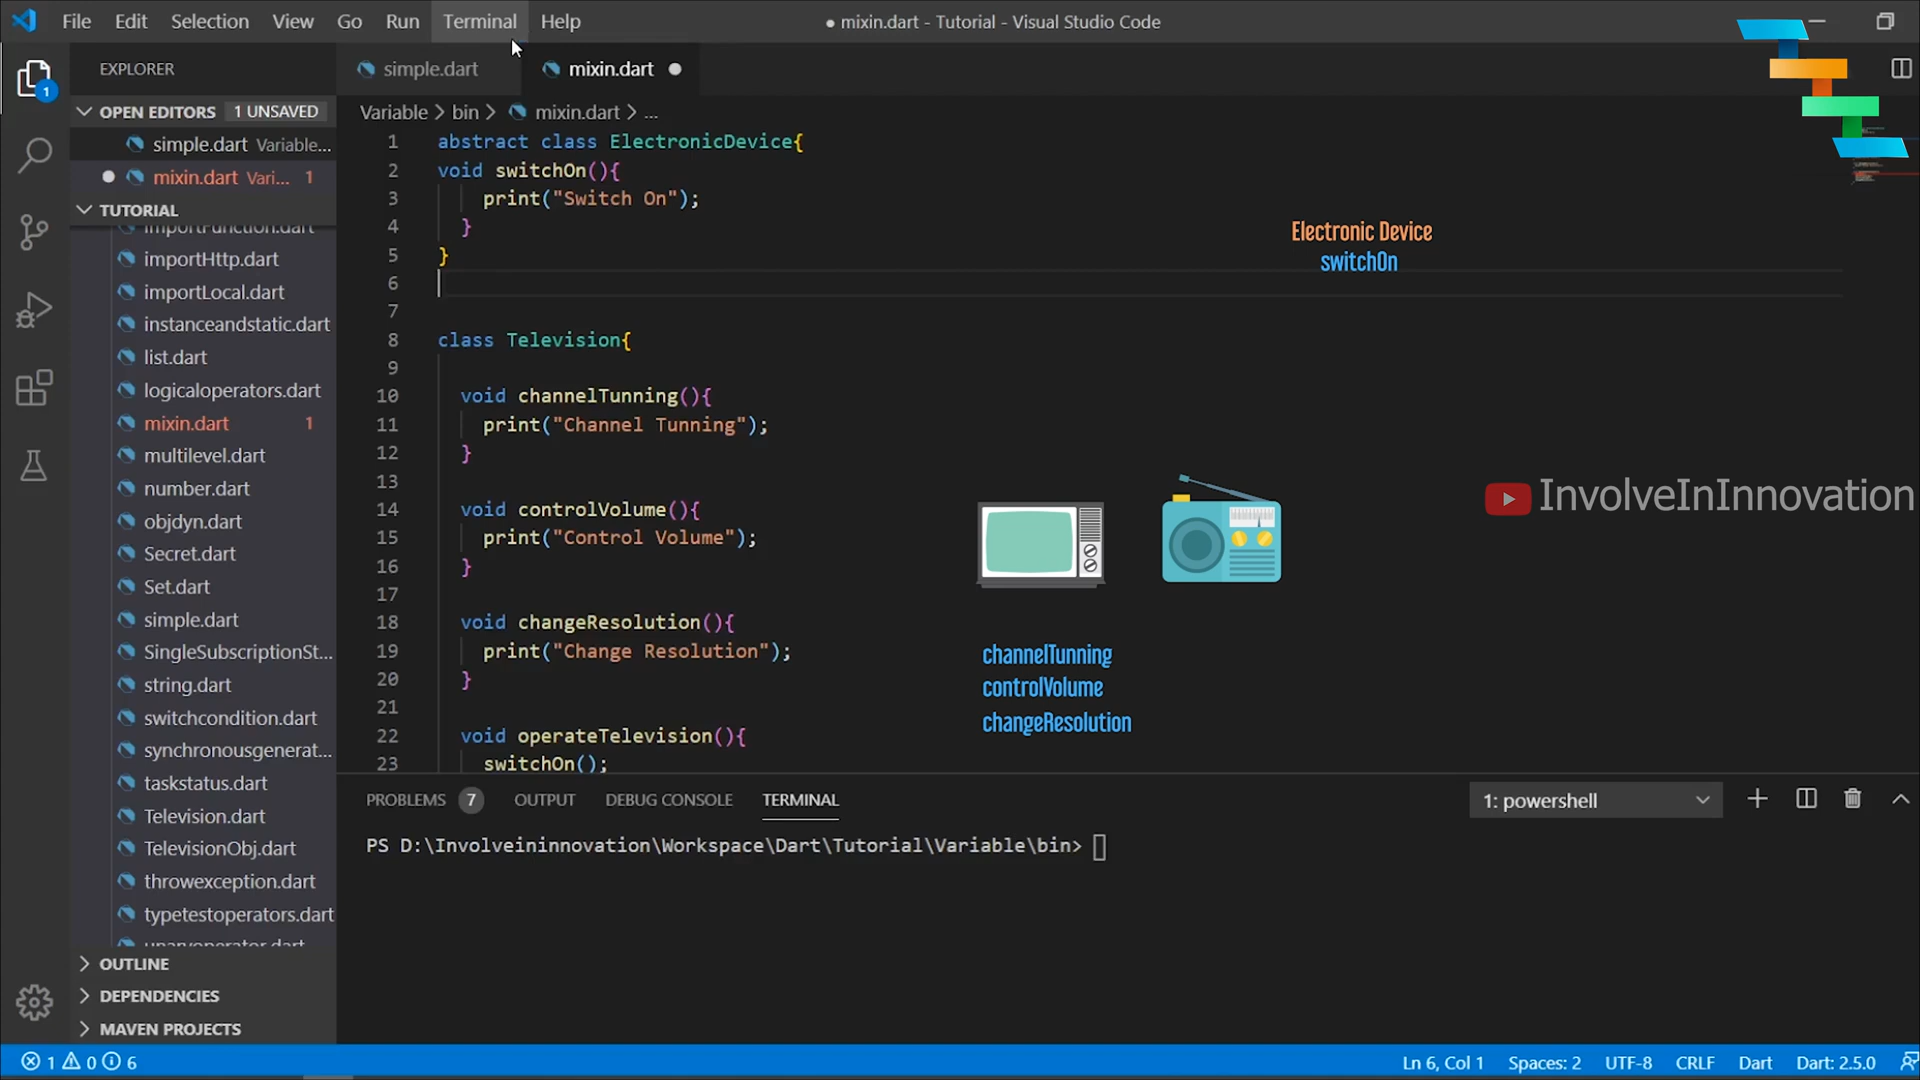 File Edit Selection View Go Run Terminal Help
● mixin.dart - Tutorial - Visual Studio Code
EXPLORER
simple.dart
mixin.dart
1
OPEN EDITORS 1 UNSAVED
simple.dart Variable...
mixin.dart Vari... 1
TUTORIAL
importFunction.dart
importHttp.dart
importLocal.dart
instanceandstatic.dart
list.dart
logicaloperators.dart
mixin.dart 1
multilevel.dart
number.dart
objdyn.dart
Secret.dart
Set.dart
simple.dart
SingleSubscriptionSt...
string.dart
switchcondition.dart
synchronousgenerat...
taskstatus.dart
Television.dart
TelevisionObj.dart
throwexception.dart
typetestoperators.dart
unaryoperator.dart
OUTLINE
DEPENDENCIES
MAVEN PROJECTS
Variable > bin > mixin.dart > ...
1 abstract class ElectronicDevice{
2 void switchOn(){
3 print("Switch On");
4 }
5 }
6
7
8 class Television{
9
10 void channelTunning(){
11 print("Channel Tunning");
12 }
13
14 void controlVolume(){
15 print("Control Volume");
16 }
17
18 void changeResolution(){
19 print("Change Resolution");
20 }
21
22 void operateTelevision(){
23 switchOn();
Electronic Device
switchOn
InvolveInInnovation
channelTunning
controlVolume
changeResolution
PROBLEMS 7 OUTPUT DEBUG CONSOLE TERMINAL
1: powershell
PS D:\Involveininnovation\Workspace\Dart\Tutorial\Variable\bin>
1 0 6
Ln 6, Col 1 Spaces: 2 UTF-8 CRLF Dart Dart: 2.5.0